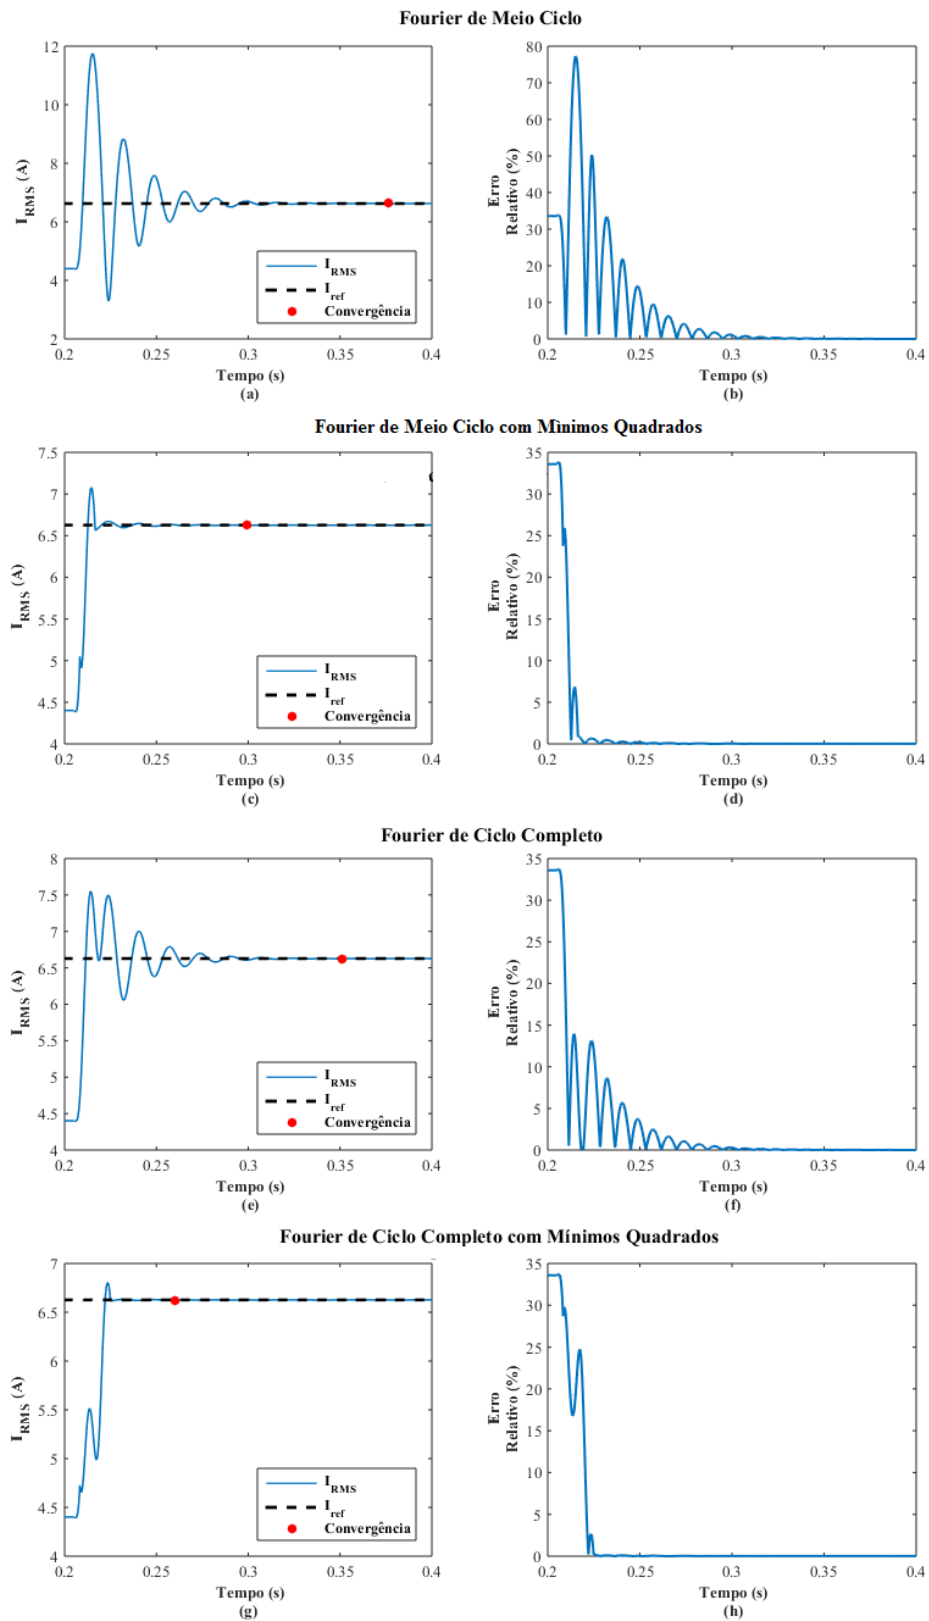 Fourier de Meio Ciclo
12
10
8
6
4
2
I_RMS (A)
0.2 0.25 0.3 0.35 0.4
Tempo (s)
(a)
I_RMS
I_ref
Convergência
80
70
60
50
40
30
20
10
0
Erro
Relativo (%)
0.2 0.25 0.3 0.35 0.4
Tempo (s)
(b)
Fourier de Meio Ciclo com Mìnimos Quadrados
7.5
7
6.5
6
5.5
5
4.5
4
I_RMS (A)
0.2 0.25 0.3 0.35 0.4
Tempo (s)
(c)
I_RMS
I_ref
Convergência
35
30
25
20
15
10
5
0
Erro
Relativo (%)
0.2 0.25 0.3 0.35 0.4
Tempo (s)
(d)
Fourier de Ciclo Completo
8
7.5
7
6.5
6
5.5
5
4.5
4
I_RMS (A)
0.2 0.25 0.3 0.35 0.4
Tempo (s)
(e)
I_RMS
I_ref
Convergência
35
30
25
20
15
10
5
0
Erro
Relativo (%)
0.2 0.25 0.3 0.35 0.4
Tempo (s)
(f)
Fourier de Ciclo Completo com Mínimos Quadrados
7
6.5
6
5.5
5
4.5
4
I_RMS (A)
0.2 0.25 0.3 0.35 0.4
Tempo (s)
(g)
I_RMS
I_ref
Convergência
35
30
25
20
15
10
5
0
Erro
Relativo (%)
0.2 0.25 0.3 0.35 0.4
Tempo (s)
(h)